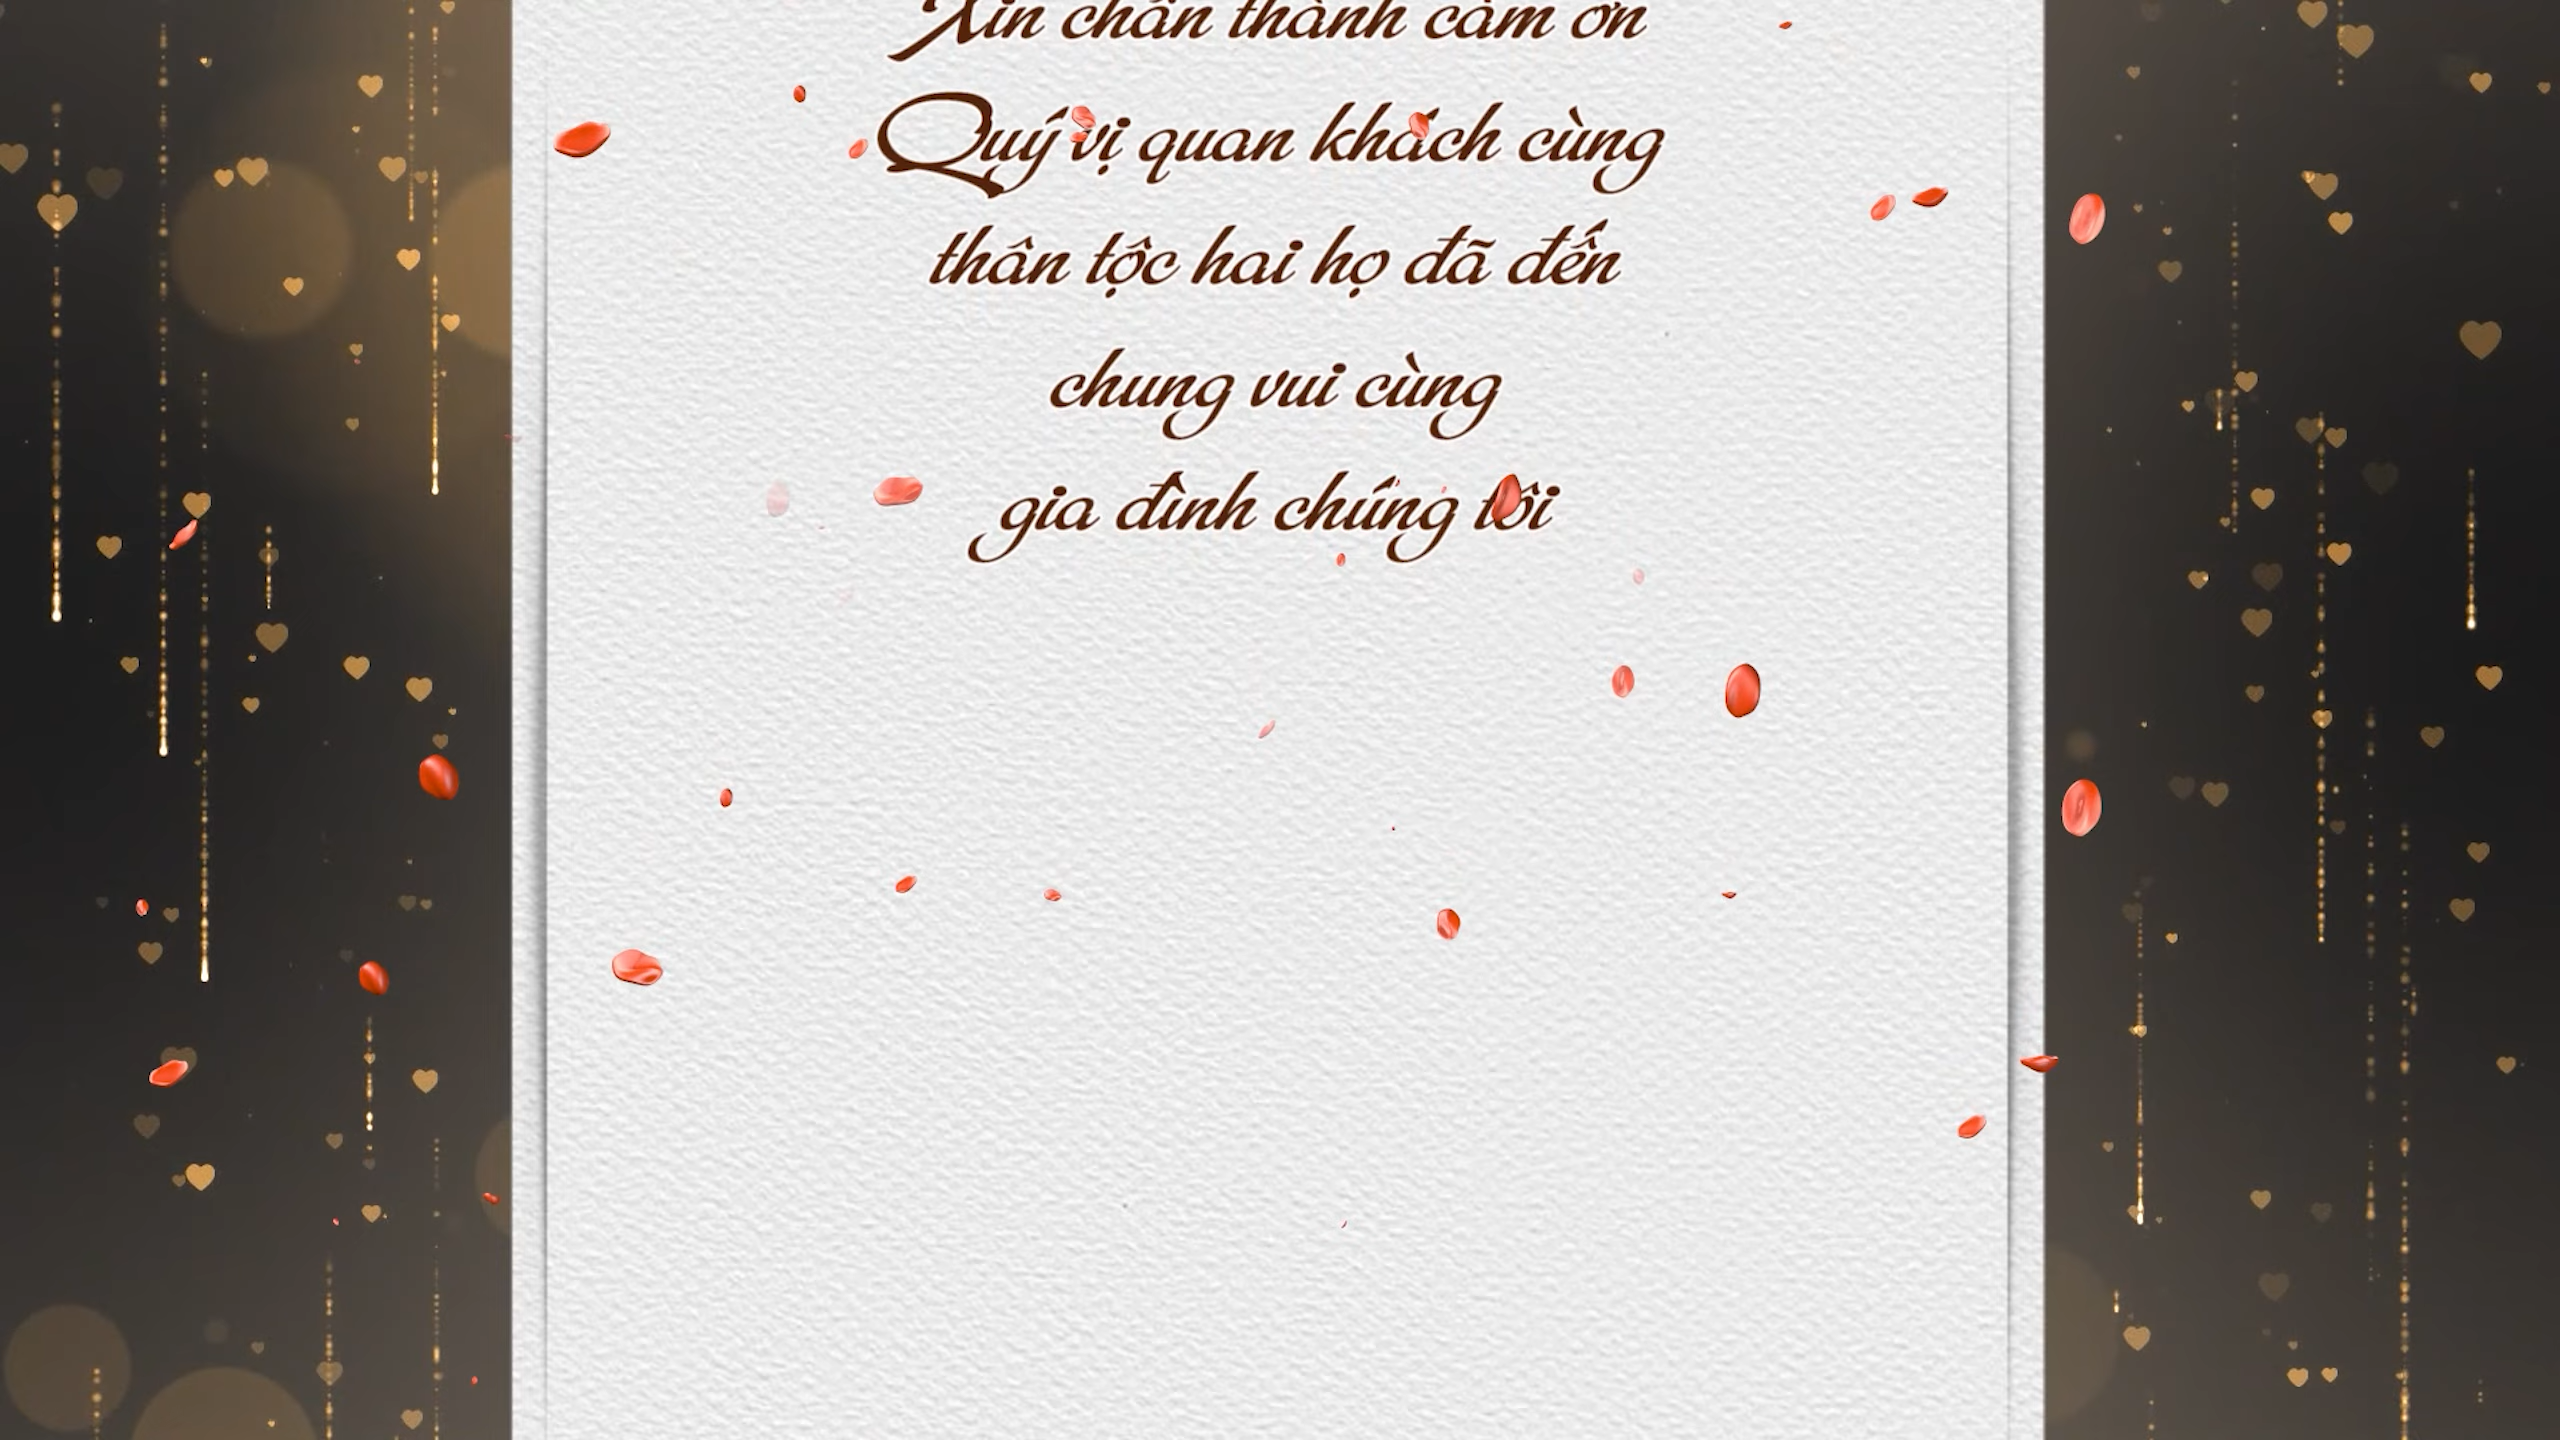 Xin chân thành cảm ơn
Quý vị quan khách cùng
thân tộc hai họ đã đến
chung vui cùng
gia đình chúng tôi